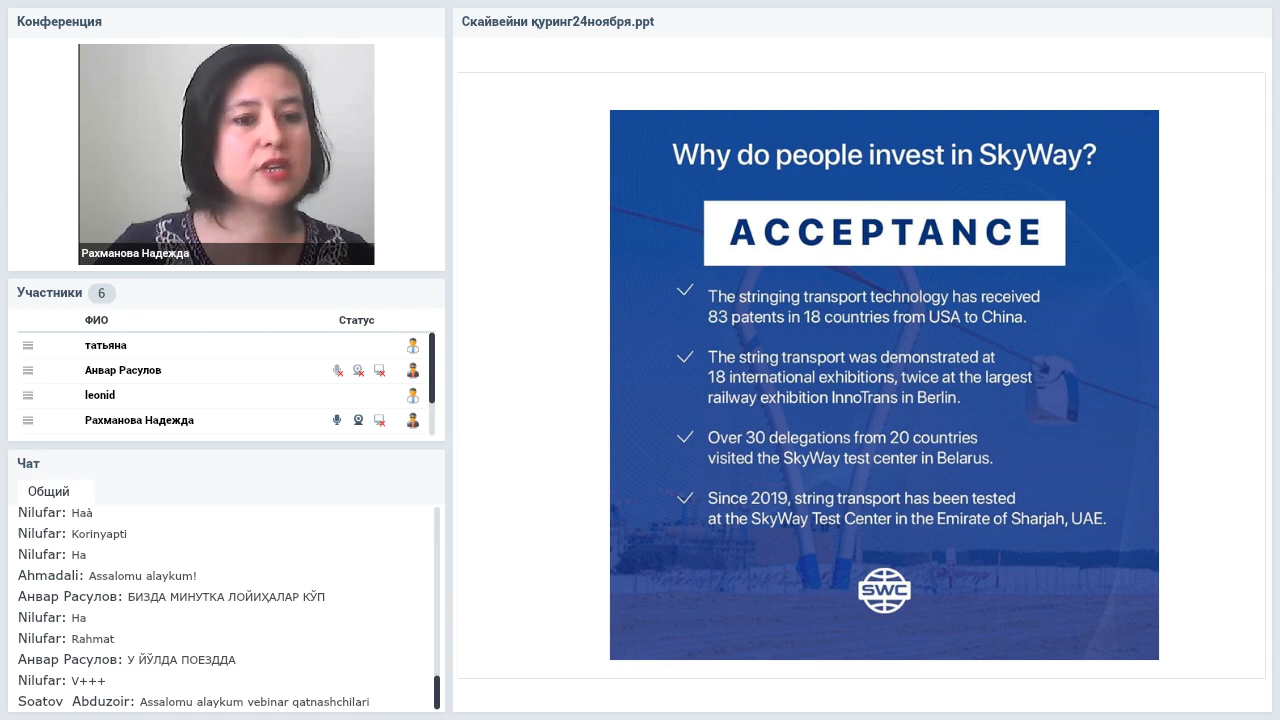 Конференция
Рахманова Надежда
Участники 6
ФИО Статус
татьяна
Анвар Расулов
leonid
Рахманова Надежда
Чат
Общий
Nilufar: Haà
Nilufar: Korinyapti
Nilufar: Ha
Ahmadali: Assalomu alaykum!
Анвар Расулов: БИЗДА МИНУТКА ЛОЙИҲАЛАР КЎП
Nilufar: Ha
Nilufar: Rahmat
Анвар Расулов: У ЙЎЛДА ПОЕЗДДА
Nilufar: V+++
Soatov Abduzoir: Assalomu alaykum vebinar qatnashchilari
Скайвейни қуринг24ноября.ppt
Why do people invest in SkyWay?
ACCEPTANCE
The stringing transport technology has received
83 patents in 18 countries from USA to China.
The string transport was demonstrated at
18 international exhibitions, twice at the largest
railway exhibition InnoTrans in Berlin.
Over 30 delegations from 20 countries
visited the SkyWay test center in Belarus.
Since 2019, string transport has been tested
at the SkyWay Test Center in the Emirate of Sharjah, UAE.
SWC